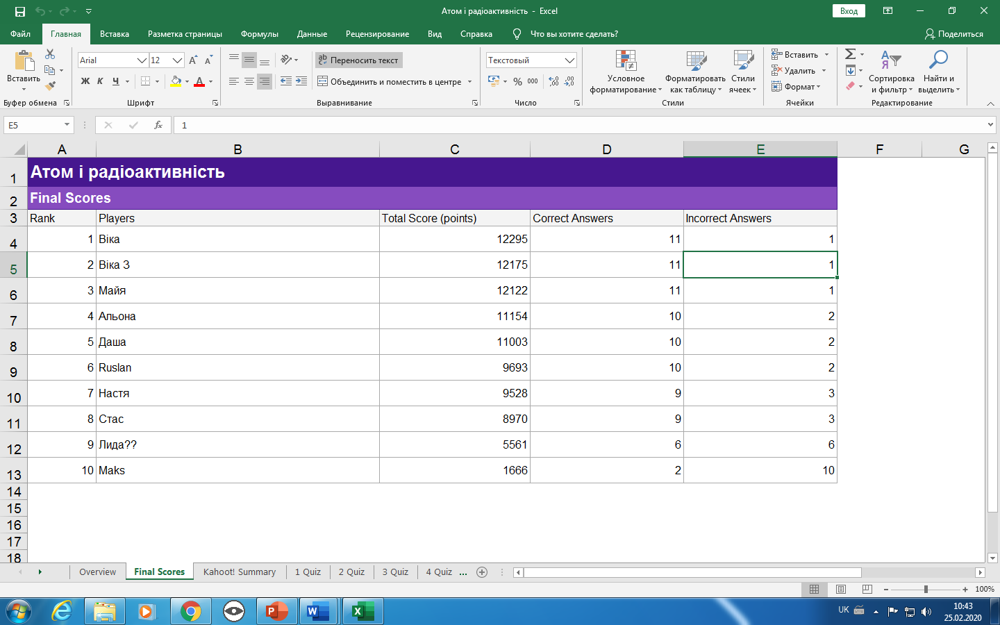 Атом і радіоактивність - Excel
Вход
Файл Главная Вставка Разметка страницы Формулы Данные Рецензирование Вид Справка Что вы хотите сделать? Поделиться
Вставить
Буфер обмена
Arial 12
Ж К Ч
Шрифт
Переносить текст
Объединить и поместить в центре
Выравнивание
Текстовый
% 000
Число
Условное форматирование
Форматировать как таблицу
Стили ячеек
Стили
Вставить
Удалить
Формат
Ячейки
Сортировка и фильтр
Найти и выделить
Редактирование
E5 fx 1
A B C D E F G
1 Атом і радіоактивність
2 Final Scores
3 Rank Players Total Score (points) Correct Answers Incorrect Answers
4 1 Віка 12295 11 1
5 2 Віка З 12175 11 1
6 3 Майя 12122 11 1
7 4 Альона 11154 10 2
8 5 Даша 11003 10 2
9 6 Ruslan 9693 10 2
10 7 Настя 9528 9 3
11 8 Стас 8970 9 3
12 9 Лида?? 5561 6 6
13 10 Maks 1666 2 10
14
15
16
17
18
Overview Final Scores Kahoot! Summary 1 Quiz 2 Quiz 3 Quiz 4 Quiz ...
100%
UK 10:43
25.02.2020